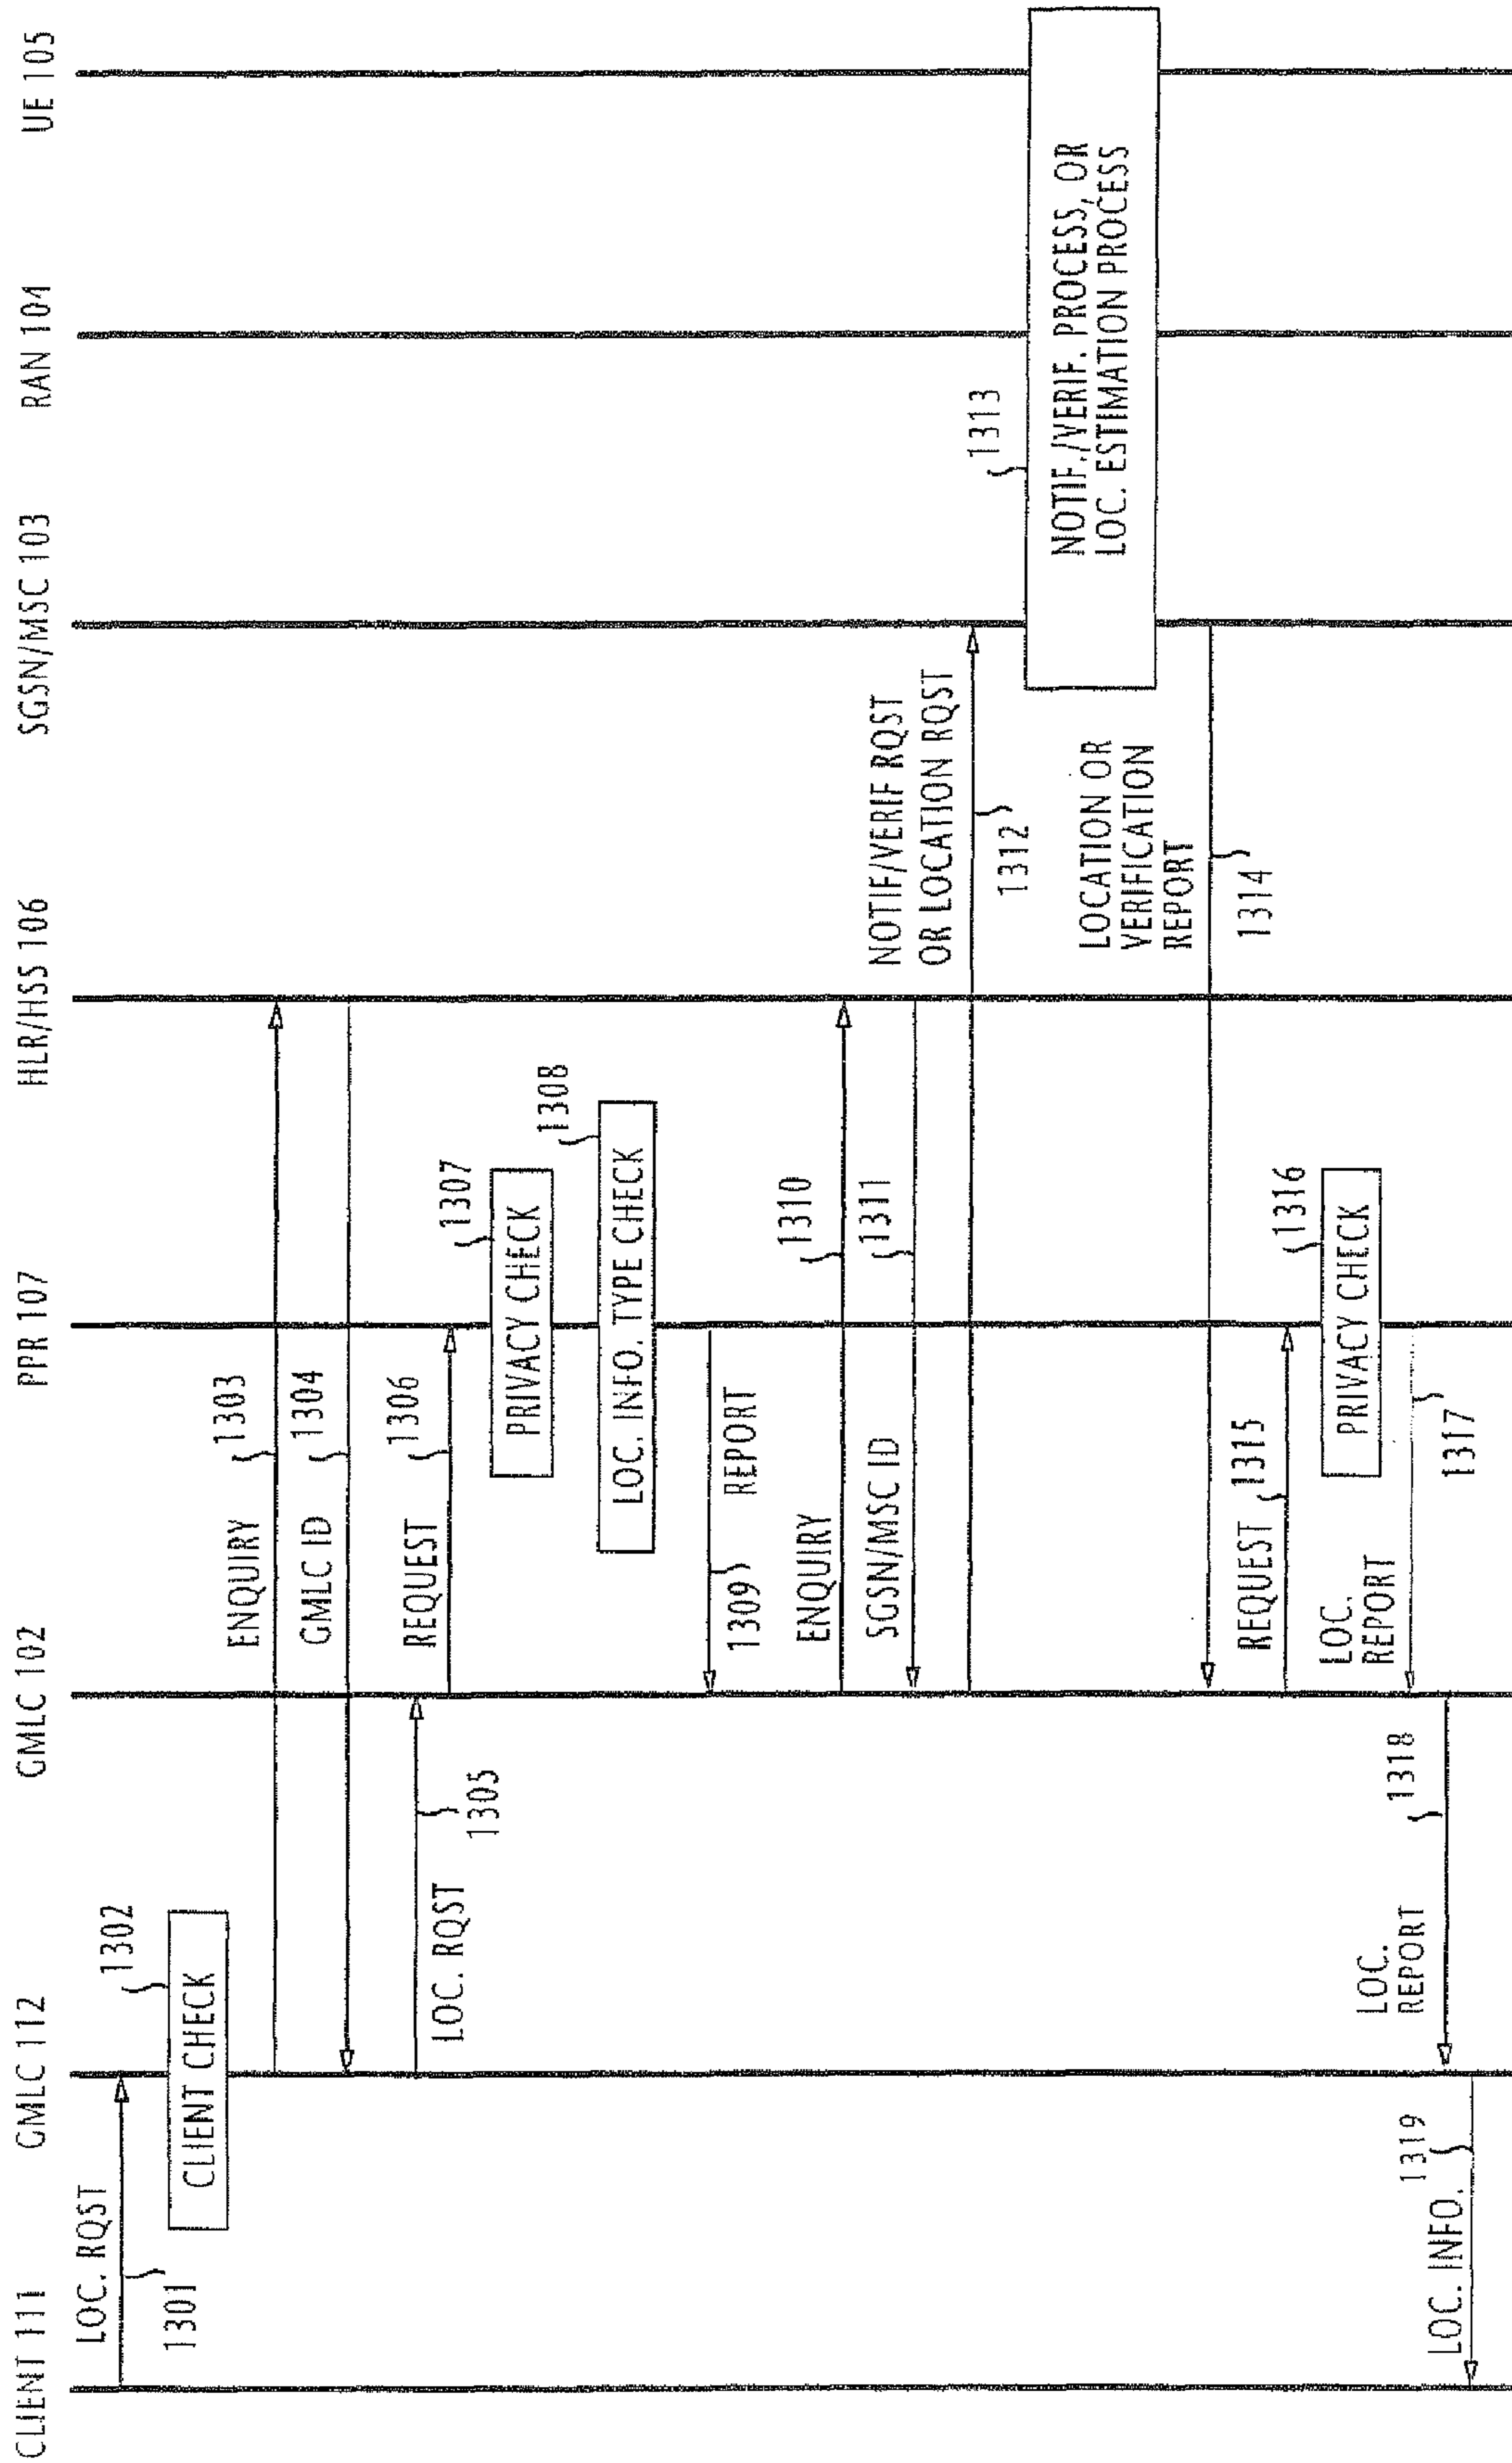 CLIENT 111
GMLC 112
GMLC 102
PPR 107
HLR/HSS 106
SGSN/MSC 103
RAN 104
UE 105
LOC. RQST
1301
1302
CLIENT CHECK
ENQUIRY
1303
GMLC ID
1304
LOC. RQST
1305
REQUEST
1306
1307
PRIVACY CHECK
1308
LOC. INFO. TYPE CHECK
1309
REPORT
ENQUIRY
1310
SGSN/MSC ID
1311
NOTIF/VERIF RQST
OR LOCATION RQST
1312
1313
NOTIF./VERIF. PROCESS, OR
LOC. ESTIMATION PROCESS
LOCATION OR
VERIFICATION
REPORT
1314
REQUEST
1315
1316
PRIVACY CHECK
LOC.
REPORT
1317
LOC.
REPORT
1318
LOC. INFO.
1319